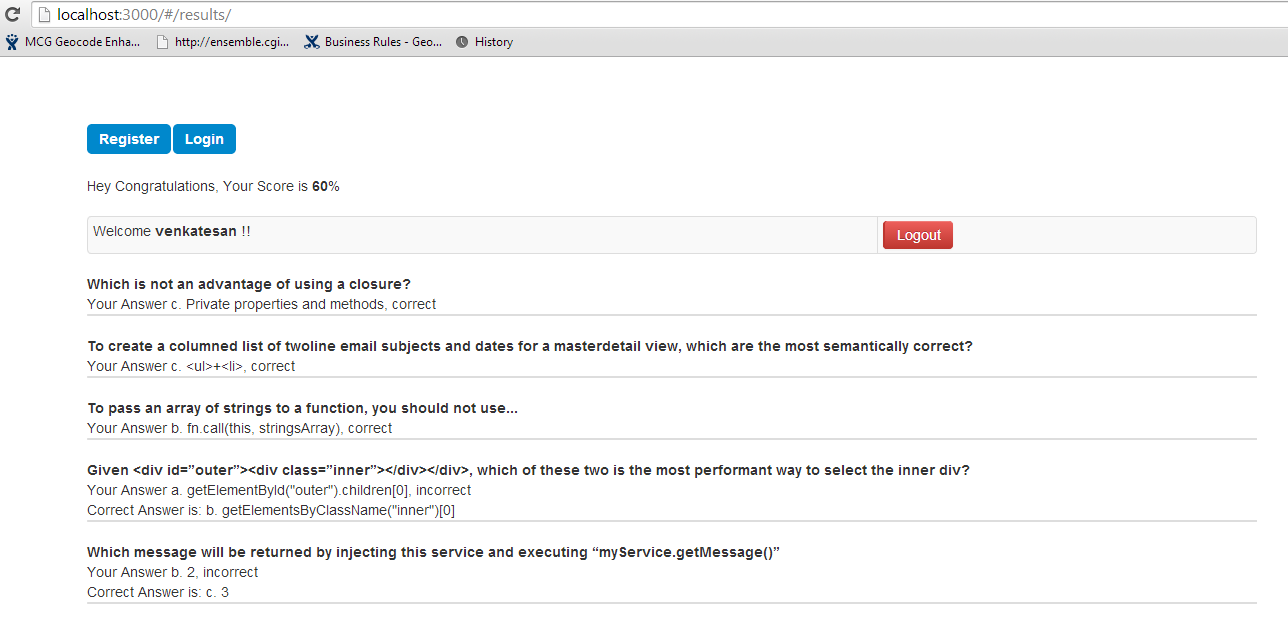 localhost:3000/#/results/
MCG Geocode Enha... http://ensemble.cgi... Business Rules - Geo... History
Register Login
Hey Congratulations, Your Score is 60%
Welcome venkatesan !! Logout
Which is not an advantage of using a closure?
Your Answer c. Private properties and methods, correct
To create a columned list of twoline email subjects and dates for a masterdetail view, which are the most semantically correct?
Your Answer c. <ul>+<li>, correct
To pass an array of strings to a function, you should not use...
Your Answer b. fn.call(this, stringsArray), correct
Given <div id=”outer”><div class=”inner”></div></div>, which of these two is the most performant way to select the inner div?
Your Answer a. getElementById("outer").children[0], incorrect
Correct Answer is: b. getElementsByClassName("inner")[0]
Which message will be returned by injecting this service and executing “myService.getMessage()”
Your Answer b. 2, incorrect
Correct Answer is: c. 3